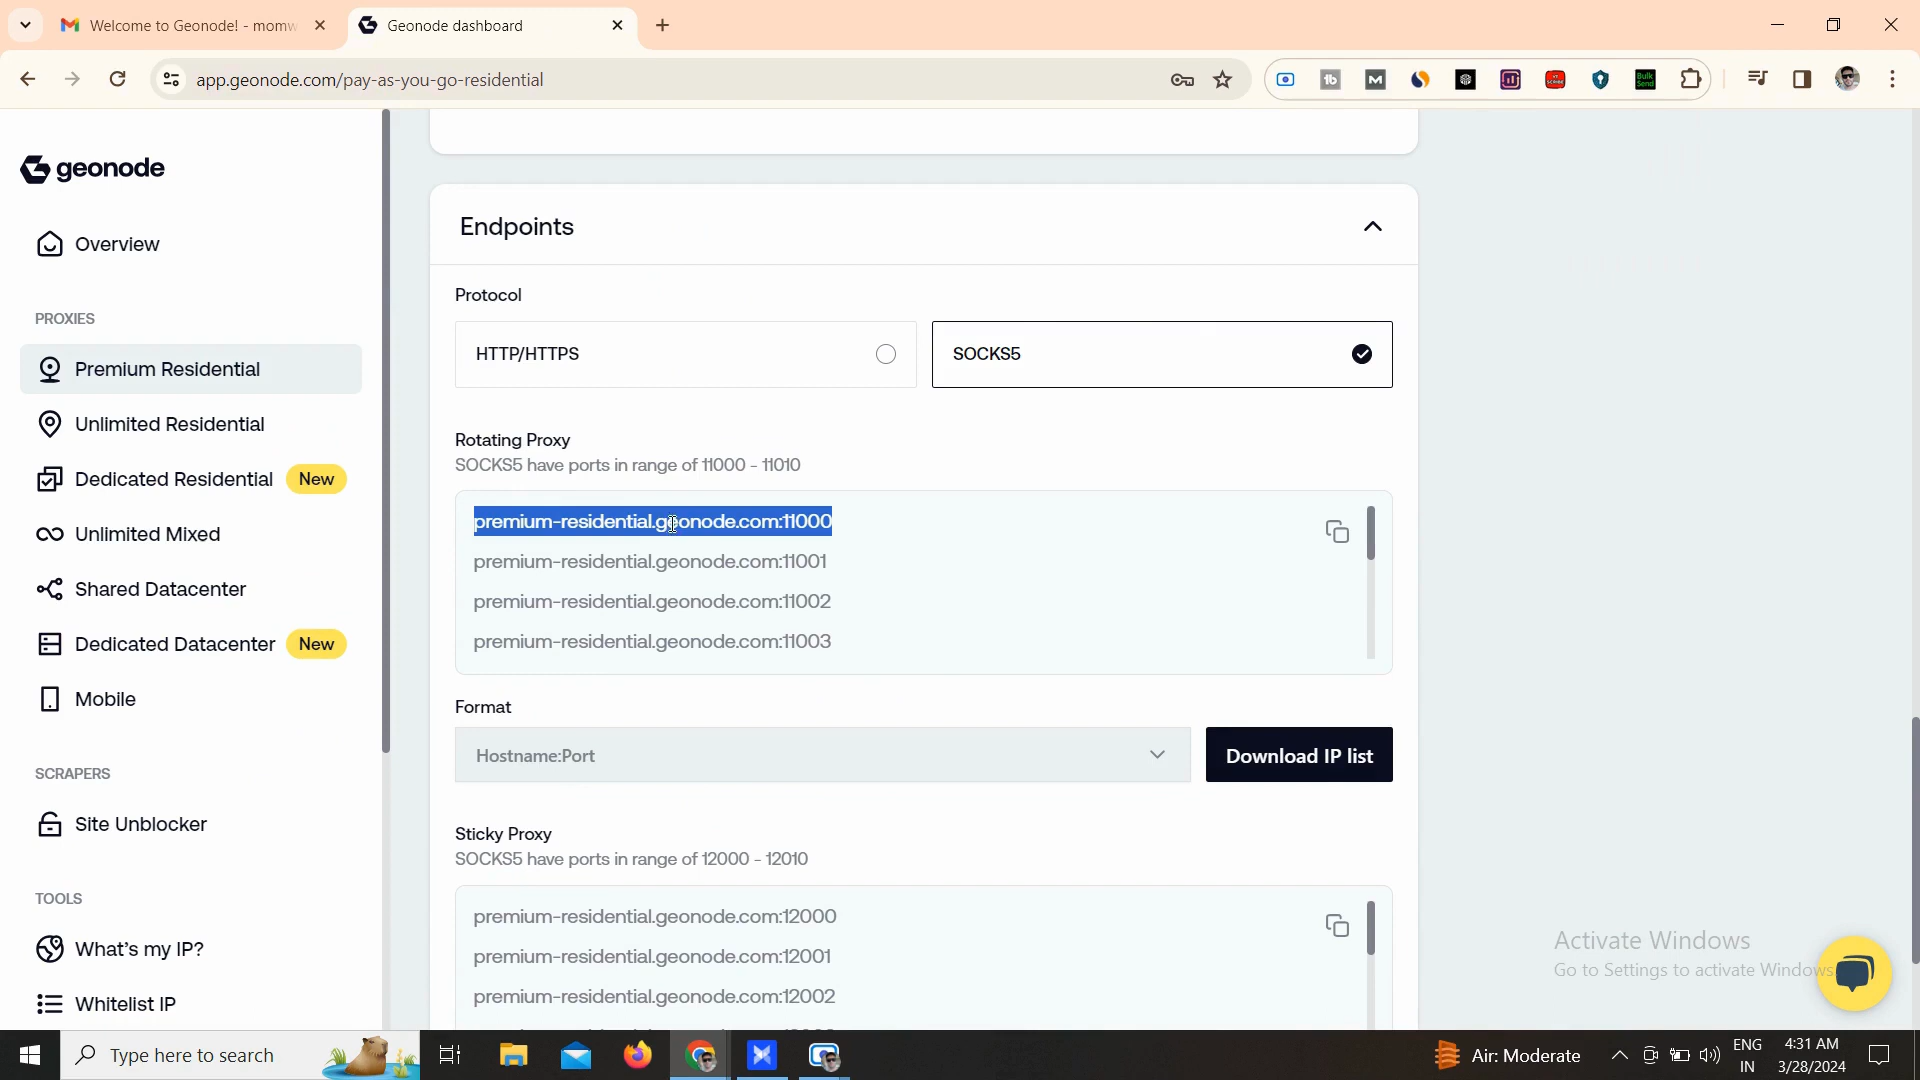 Welcome to Geonode! - momw
Geonode dashboard
app.geonode.com/pay-as-you-go-residential
geonode
Overview
PROXIES
Premium Residential
Unlimited Residential
Dedicated Residential New
Unlimited Mixed
Shared Datacenter
Dedicated Datacenter New
Mobile
SCRAPERS
Site Unblocker
TOOLS
What's my IP?
Whitelist IP
Endpoints
Protocol
HTTP/HTTPS
SOCKS5
Rotating Proxy
SOCKS5 have ports in range of 11000 - 11010
premium-residential.geonode.com:11000
premium-residential.geonode.com:11001
premium-residential.geonode.com:11002
premium-residential.geonode.com:11003
Format
Hostname:Port
Download IP list
Sticky Proxy
SOCKS5 have ports in range of 12000 - 12010
premium-residential.geonode.com:12000
premium-residential.geonode.com:12001
premium-residential.geonode.com:12002
Activate Windows
Go to Settings to activate Windows
Type here to search
Air: Moderate
ENG
IN
4:31 AM
3/28/2024